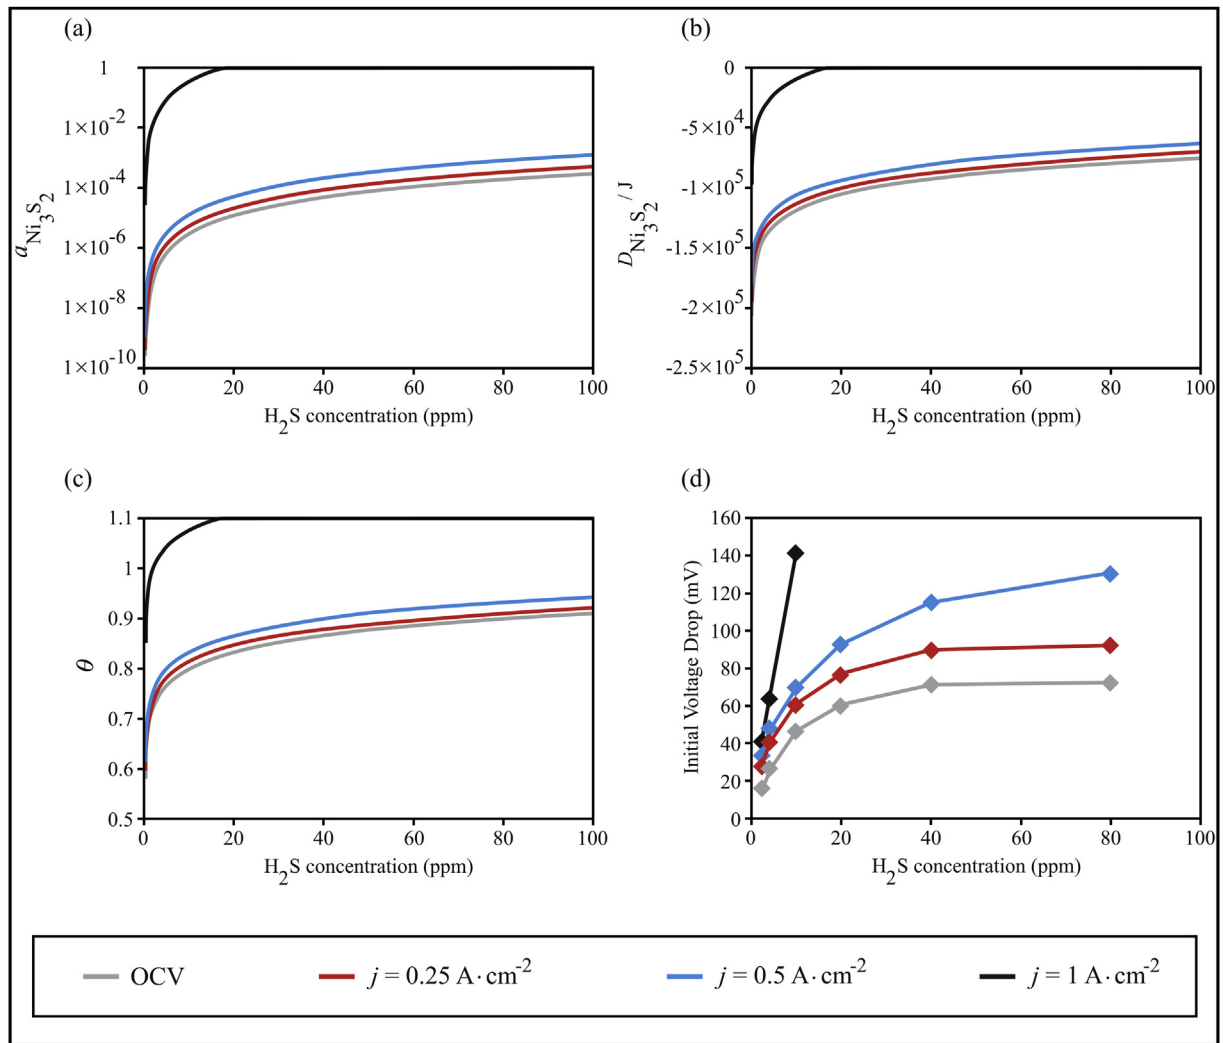 (a)
1
1×10-2
1×10-4
1×10-6
1×10-8
1×10-10
aNi3S2
0 20 40 60 80 100
H2S concentration (ppm)
(b)
0
-5×104
-1×105
-1.5×105
-2×105
-2.5×105
DNi3S2/ J
0 20 40 60 80 100
H2S concentration (ppm)
(c)
1.1
1
0.9
0.8
0.7
0.6
0.5
θ
0 20 40 60 80 100
H2S concentration (ppm)
(d)
160
140
120
100
80
60
40
20
0
Initial Voltage Drop (mV)
0 20 40 60 80 100
H2S concentration (ppm)
OCV j = 0.25 A·cm-2 j = 0.5 A·cm-2 j = 1 A·cm-2